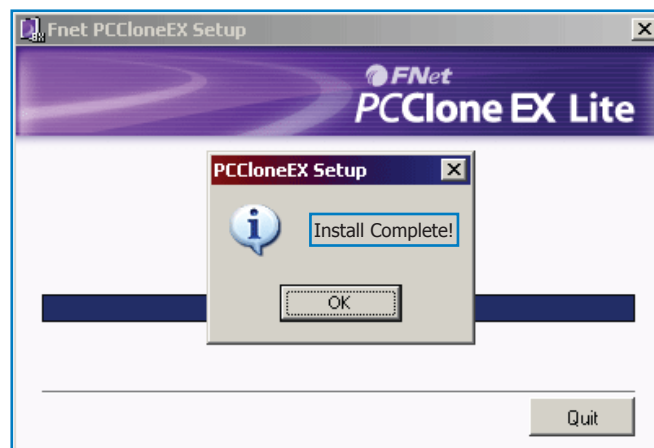 Fnet PCCloneEX Setup
FNet
PCClone EX Lite
PCCloneEX Setup
Install Complete!
OK
Quit